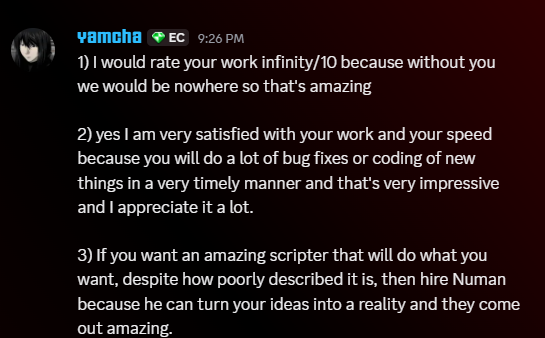 yamcha EC 9:26 PM
1) I would rate your work infinity/10 because without you
we would be nowhere so that's amazing
2) yes I am very satisfied with your work and your speed
because you will do a lot of bug fixes or coding of new
things in a very timely manner and that's very impressive
and I appreciate it a lot.
3) If you want an amazing scripter that will do what you
want, despite how poorly described it is, then hire Numan
because he can turn your ideas into a reality and they come
out amazing.